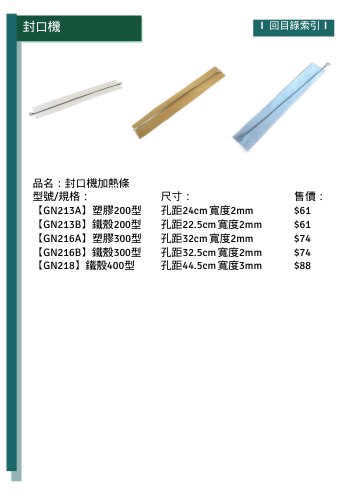 封口機
回目錄索引
品名：封口機加熱條
型號/規格： 尺寸： 售價：
【GN213A】塑膠200型 孔距24cm 寬度2mm $61
【GN213B】鐵殼200型 孔距22.5cm 寬度2mm $61
【GN216A】塑膠300型 孔距32cm 寬度2mm $74
【GN216B】鐵殼300型 孔距32.5cm 寬度2mm $74
【GN218】鐵殼400型 孔距44.5cm 寬度3mm $88